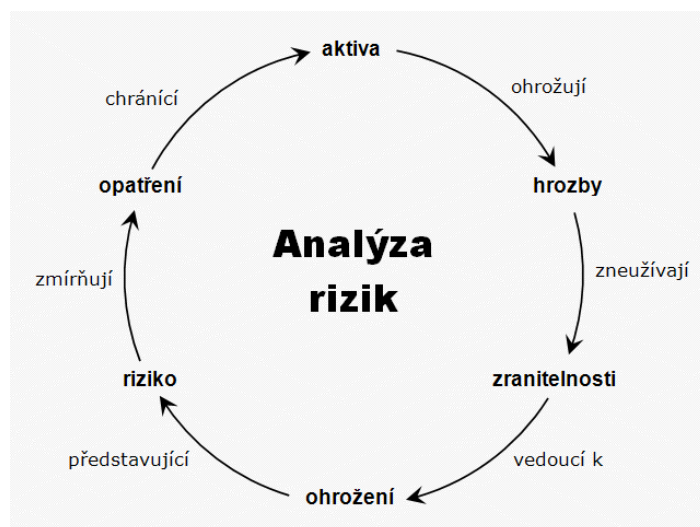 aktiva
ohrožují
hrozby
zneužívají
zranitelnosti
vedoucí k
ohrožení
představující
riziko
zmírňují
opatření
chránící
Analýza
rizik